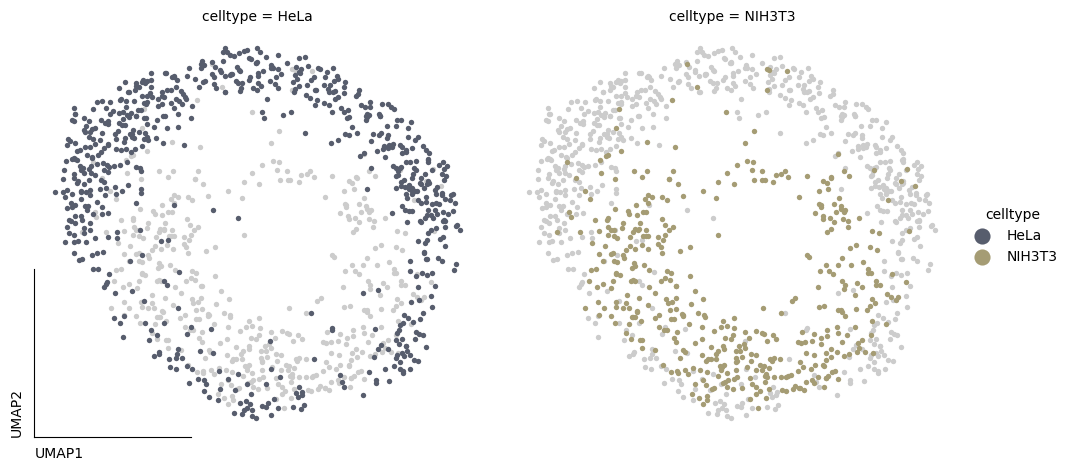 celltype = HeLa
celltype = NIH3T3
celltype
HeLa
NIH3T3
UMAP2
UMAP1